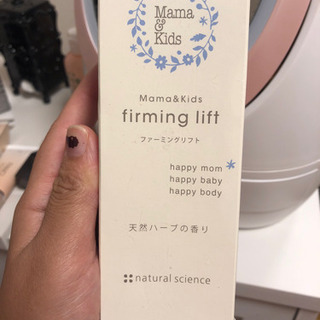 Mama
&
Kids
Mama&Kids
firming lift
ファーミングリフト
happy mom*
happy baby
happy body
天然ハーブの香り
natural science